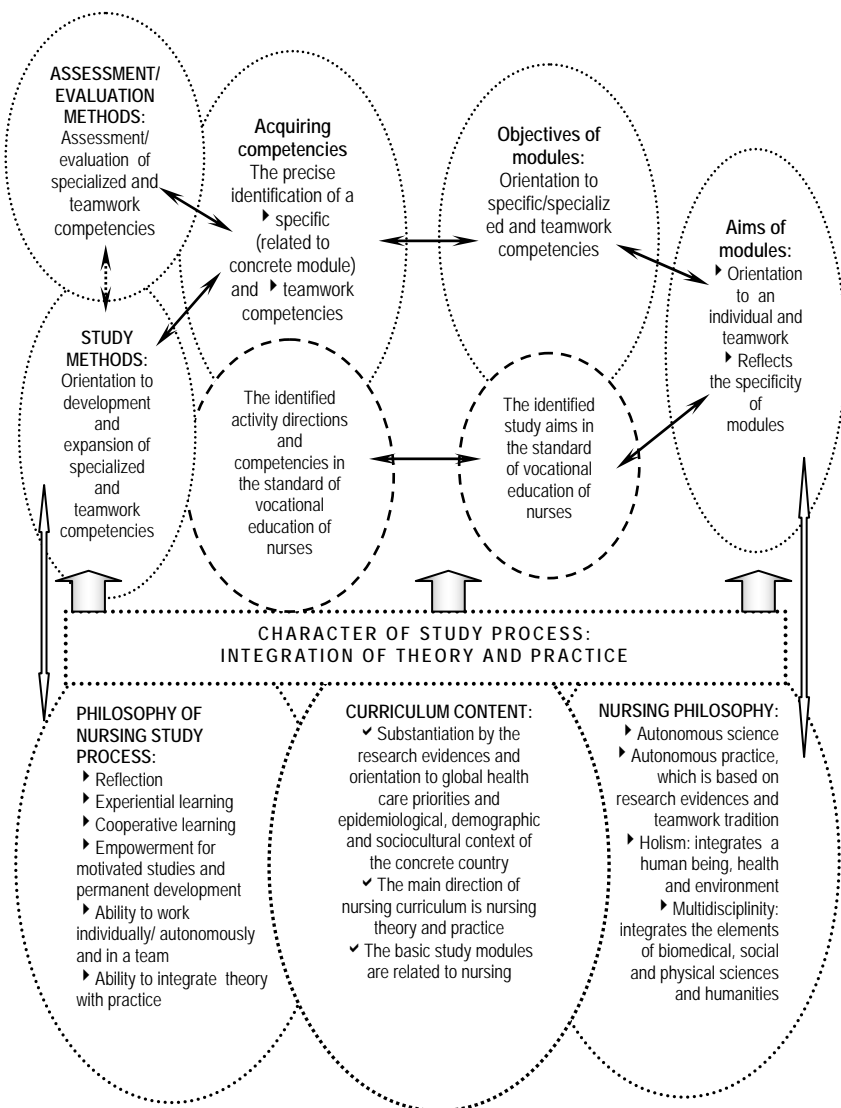 ASSESSMENT/
EVALUATION
METHODS:
Assessment/
evaluation of
specialized and
teamwork
competencies
Acquiring
competencies
The precise
identification of a
specific
(related to
concrete module)
and teamwork
competencies
Objectives of
modules:
Orientation to
specific/specializ
ed and teamwork
competencies
Aims of
modules:
Orientation
to an
individual and
teamwork
Reflects
the specificity
of
modules
STUDY
METHODS:
Orientation to
development
and
expansion of
specialized
and
teamwork
competencies
The identified
activity directions
and
competencies in
the standard of
vocational
education of
nurses
The identified
study aims in
the standard
of vocational
education of
nurses
CHARACTER OF STUDY PROCESS:
INTEGRATION OF THEORY AND PRACTICE
PHILOSOPHY OF
NURSING STUDY
PROCESS:
Reflection
Experiential learning
Cooperative learning
Empowerment for
motivated studies and
permanent development
Ability to work
individually/ autonomously
and in a team
Ability to integrate theory
with practice
CURRICULUM CONTENT:
Substantiation by the
research evidences and
orientation to global health
care priorities and
epidemiological, demographic
and sociocultural context of
the concrete country
The main direction of
nursing curriculum is nursing
theory and practice
The basic study modules
are related to nursing
NURSING PHILOSOPHY:
Autonomous science
Autonomous practice,
which is based on
research evidences and
teamwork tradition
Holism: integrates a
human being, health
and environment
Multidisciplinity:
integrates the elements
of biomedical, social
and physical sciences
and humanities